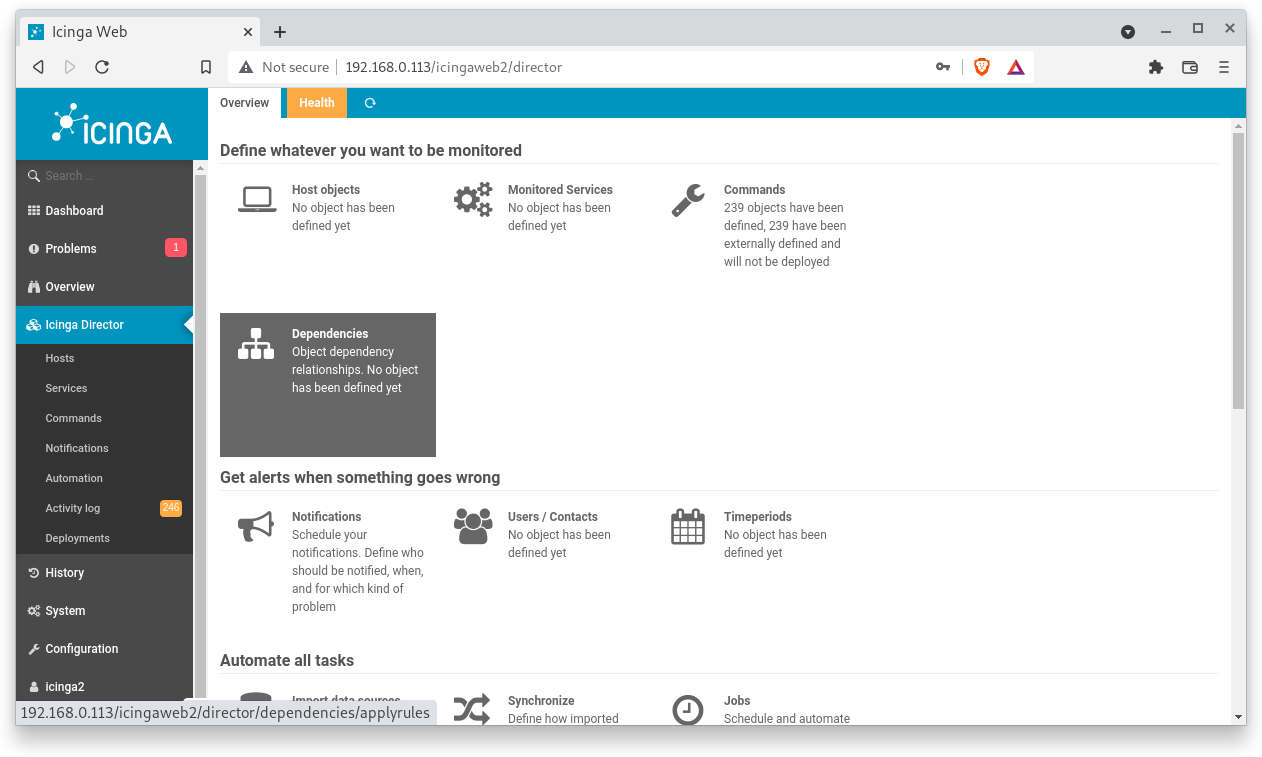 Icinga Web
Not secure 192.168.0.113/icingaweb2/director
ICINGA
Search ...
Dashboard
Problems 1
Overview
Icinga Director
Hosts
Services
Commands
Notifications
Automation
Activity log 246
Deployments
History
System
Configuration
icinga2
Overview Health
Define whatever you want to be monitored
Host objects
No object has been
defined yet
Monitored Services
No object has been
defined yet
Commands
239 objects have been
defined, 239 have been
externally defined and
will not be deployed
Dependencies
Object dependency
relationships. No object
has been defined yet
Get alerts when something goes wrong
Notifications
Schedule your
notifications. Define who
should be notified, when,
and for which kind of
problem
Users / Contacts
No object has been
defined yet
Timeperiods
No object has been
defined yet
Automate all tasks
Import data sources
Synchronize
Define how imported
Jobs
Schedule and automate
192.168.0.113/icingaweb2/director/dependencies/applyrules